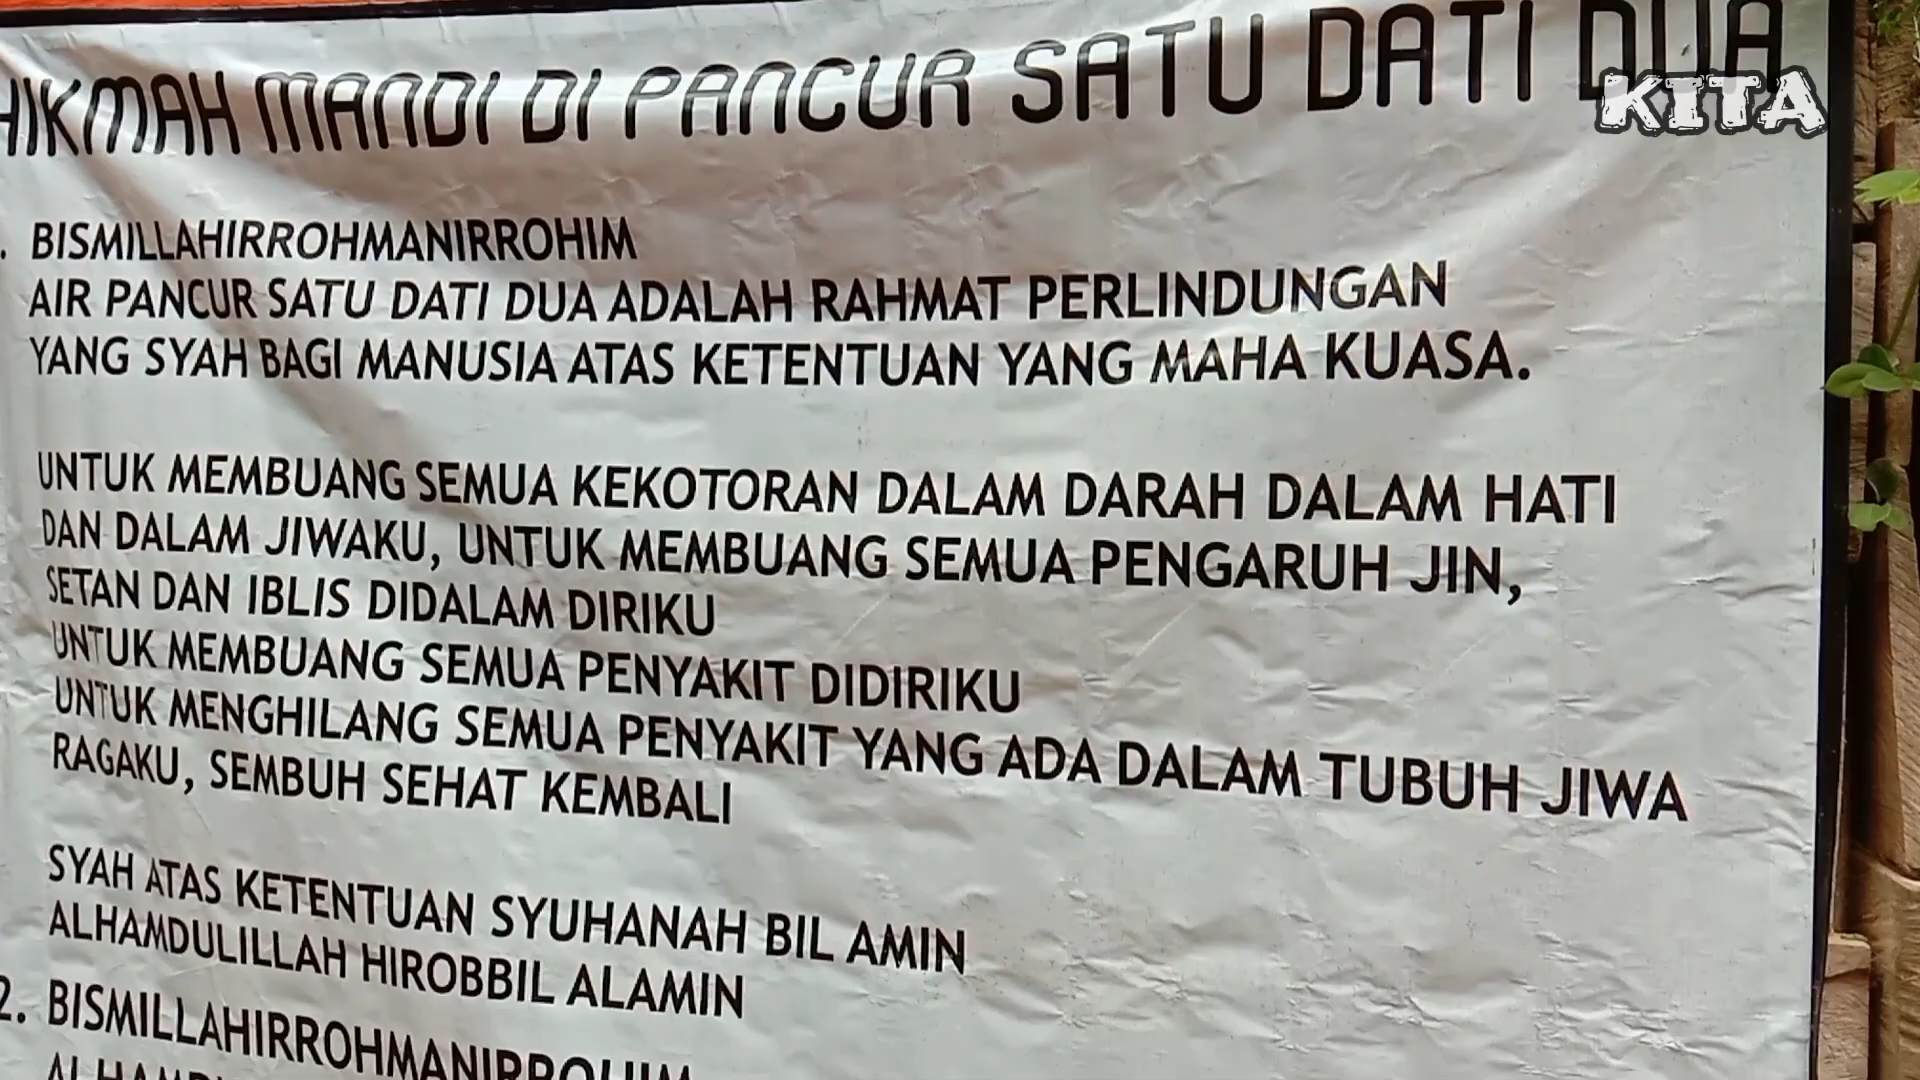 HIKMAH MANDI DI PANCUR SATU DATI DUA
KITA
. BISMILLAHIRROHMANIRROHIM
AIR PANCUR SATU DATI DUA ADALAH RAHMAT PERLINDUNGAN
YANG SYAH BAGI MANUSIA ATAS KETENTUAN YANG MAHA KUASA.
UNTUK MEMBUANG SEMUA KEKOTORAN DALAM DARAH DALAM HATI
DAN DALAM JIWAKU, UNTUK MEMBUANG SEMUA PENGARUH JIN,
SETAN DAN IBLIS DIDALAM DIRIKU
UNTUK MEMBUANG SEMUA PENYAKIT DIDIRIKU
UNTUK MENGHILANG SEMUA PENYAKIT YANG ADA DALAM TUBUH JIWA
RAGAKU, SEMBUH SEHAT KEMBALI
SYAH ATAS KETENTUAN SYUHANAH BIL AMIN
ALHAMDULILLAH HIROBBIL ALAMIN
2. BISMILLAHIRROHMANIRROHIM